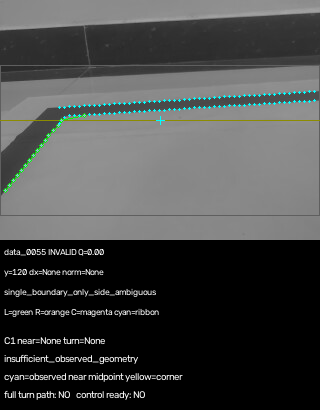 data_0055 INVALID Q=0.00
y=120 dx=None norm=None
single_boundary_only_side_ambiguous
L=green R=orange C=magenta cyan=ribbon
C1 near=None turn=None
insufficient_observed_geometry
cyan=observed near midpoint yellow=corner
full turn path: NO control ready: NO